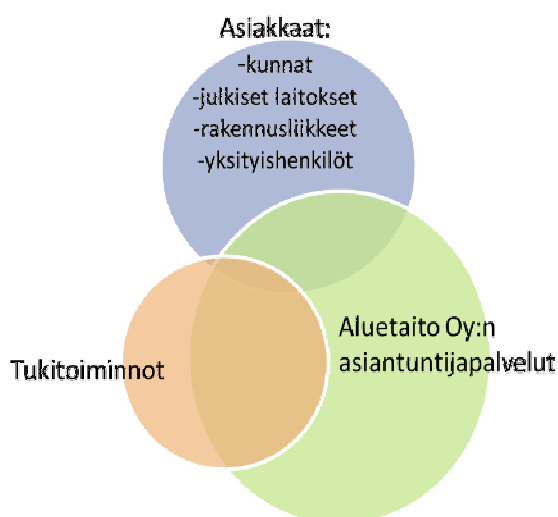 Asiakkaat:
-kunnat
-julkiset laitokset
-rakennusliikkeet
-yksityishenkilöt
Aluetaito Oy:n
asiantuntijapalvelut
Tukitoiminnot